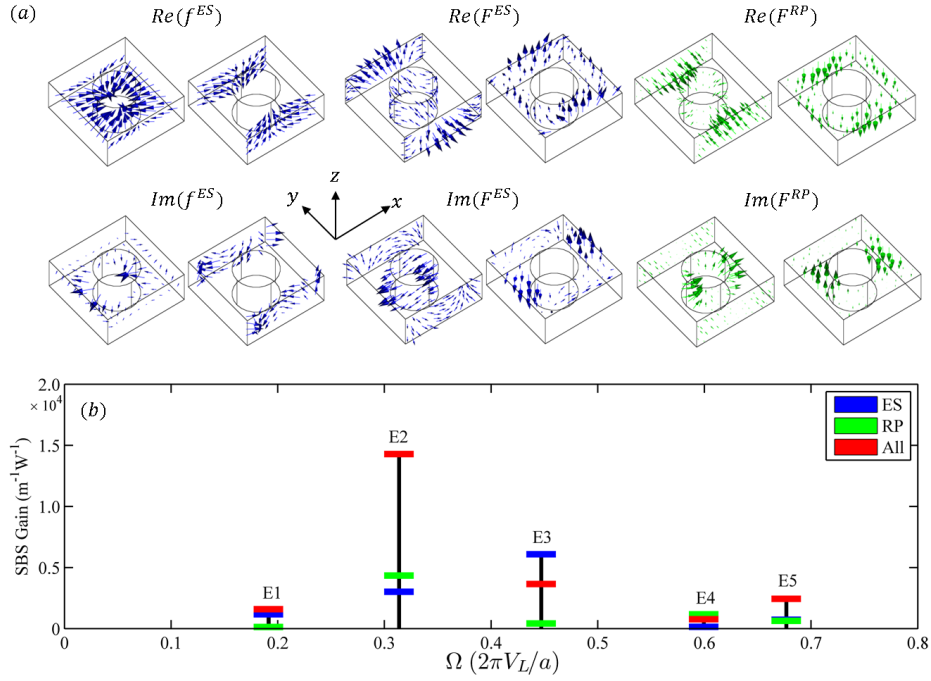 (a) Re(f^ES) Re(F^ES) Re(F^RP)
z
y x
Im(f^ES) Im(F^ES) Im(F^RP)
2.0
× 10^4
(b)
ES
RP
All
1.5
1.0
0.5
0
SBS Gain (m^-1W^-1)
E1
E2
E3
E4
E5
0 0.1 0.2 0.3 0.4 0.5 0.6 0.7 0.8
Ω (2πV_L/a)